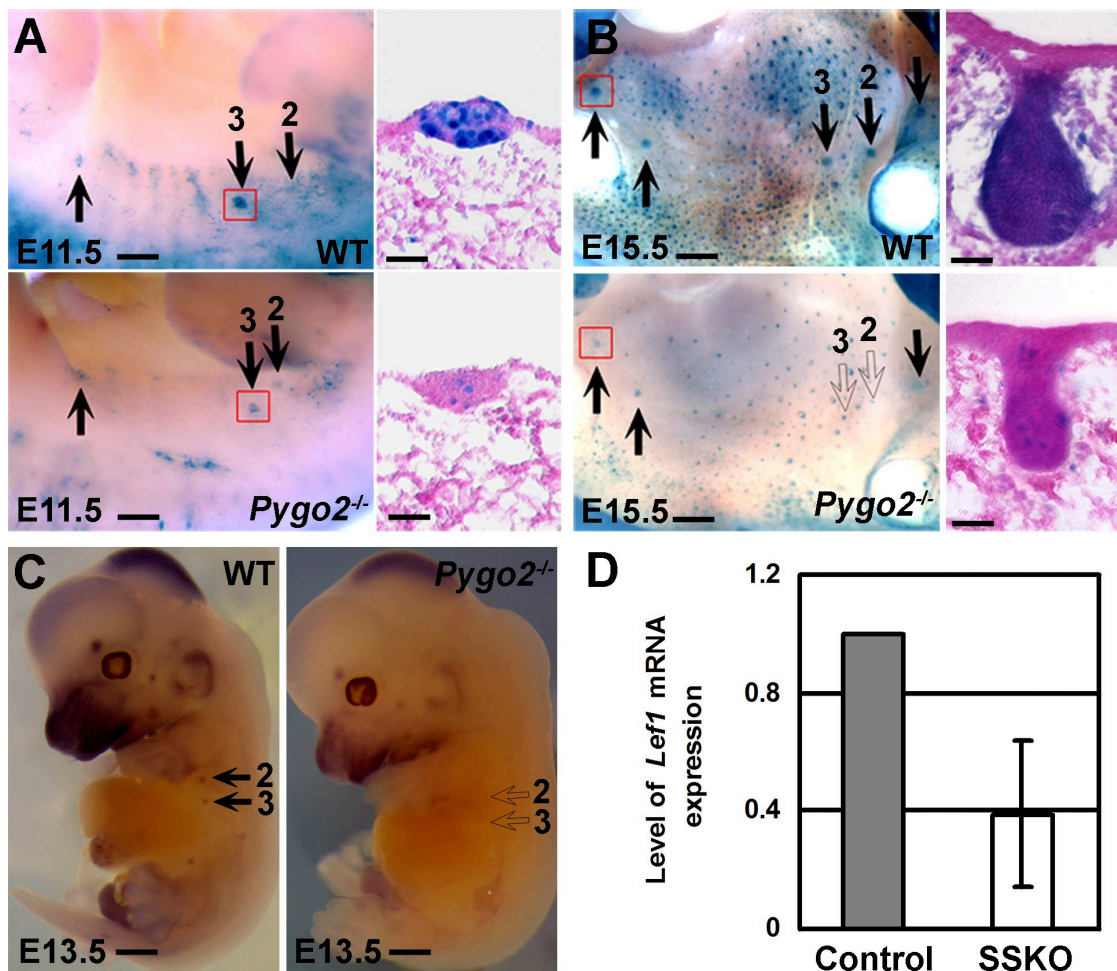 A
3 2
E11.5 WT
3 2
E11.5 Pygo2-/-
B
3 2
E15.5 WT
3 2
E15.5 Pygo2-/-
C
WT
2
3
E13.5
Pygo2-/-
2
3
E13.5
D
Level of Lef1 mRNA
expression
1.2
0.8
0.4
0
Control SSKO